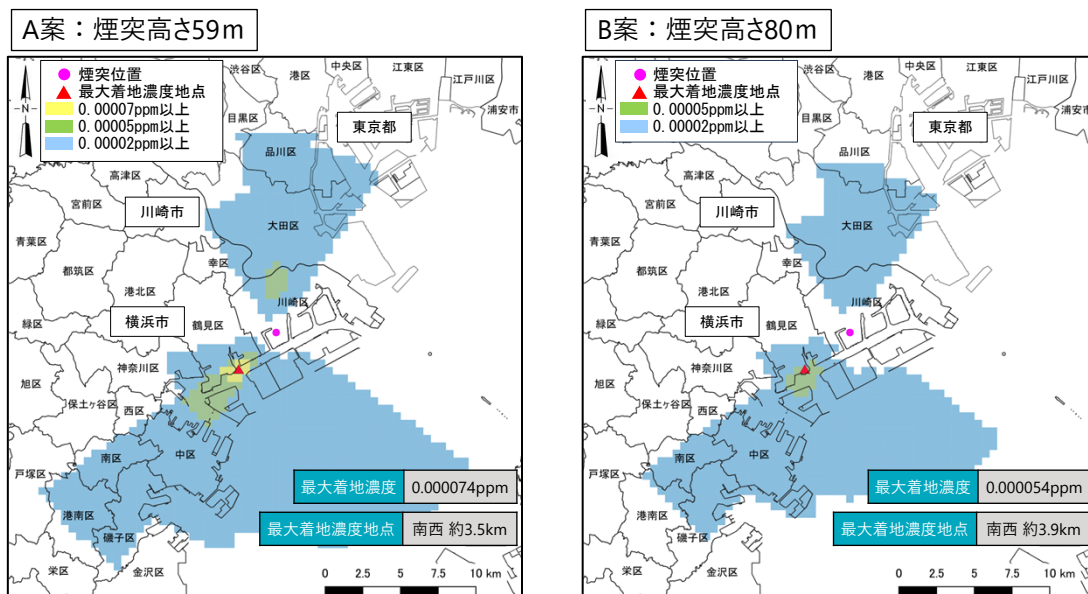 A案：煙突高さ59m
煙突位置
最大着地濃度地点
0.00007ppm以上
0.00005ppm以上
0.00002ppm以上
N
渋谷区
港区
中央区
江東区
江戸川区
浦安市
目黒区
東京都
品川区
高津区
宮前区
川崎市
大田区
青葉区
幸区
都筑区
港北区
川崎区
横浜市
鶴見区
緑区
神奈川区
旭区
保土ヶ谷区
西区
中区
南区
戸塚区
港南区
磯子区
栄区
金沢区
最大着地濃度 0.000074ppm
最大着地濃度地点 南西 約3.5km
0 2.5 5 7.5 10 km
B案：煙突高さ80m
煙突位置
最大着地濃度地点
0.00005ppm以上
0.00002ppm以上
N
渋谷区
港区
中央区
江東区
江戸川区
浦安市
目黒区
東京都
品川区
高津区
宮前区
川崎市
大田区
青葉区
幸区
都筑区
港北区
川崎区
横浜市
鶴見区
緑区
神奈川区
旭区
保土ヶ谷区
西区
中区
南区
戸塚区
港南区
磯子区
栄区
金沢区
最大着地濃度 0.000054ppm
最大着地濃度地点 南西 約3.9km
0 2.5 5 7.5 10 km